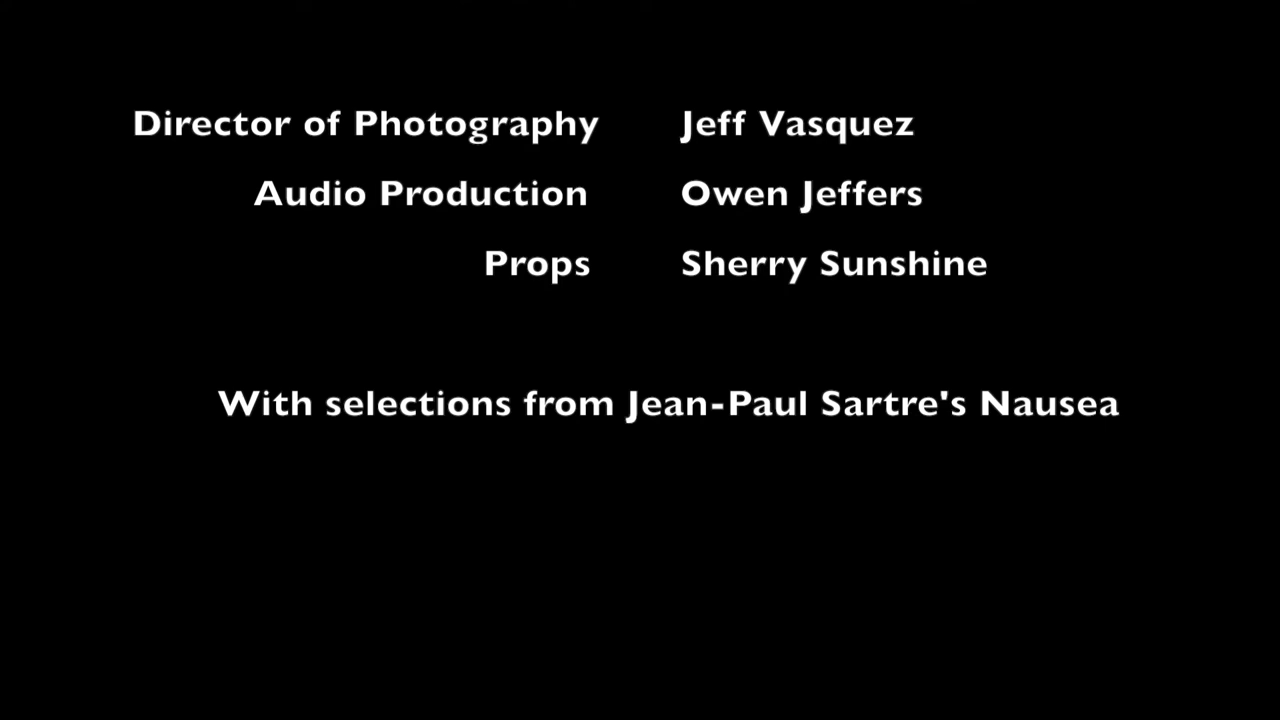 Director of Photography Jeff Vasquez
Audio Production Owen Jeffers
Props Sherry Sunshine
With selections from Jean-Paul Sartre's Nausea